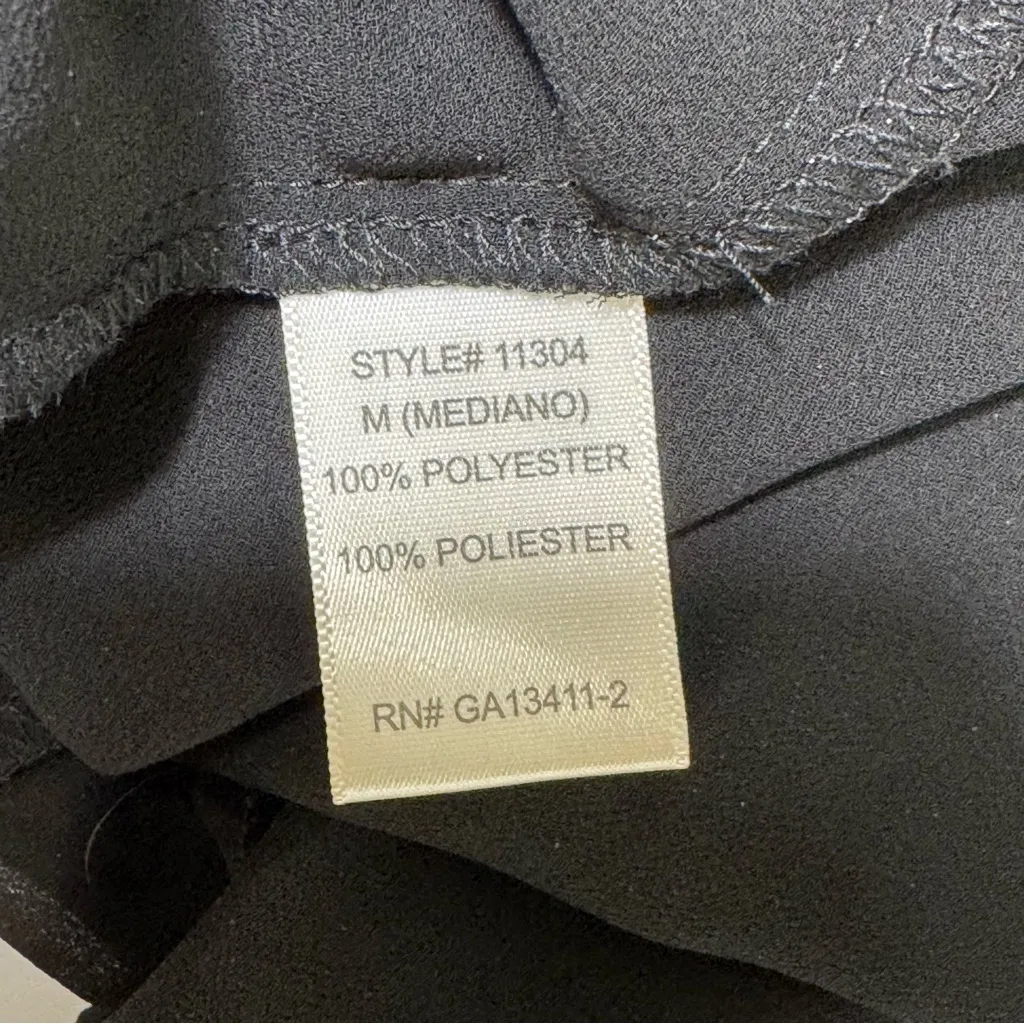 STYLE# 11304
M (MEDIANO)
100% POLYESTER
100% POLIESTER
RN# GA13411-2